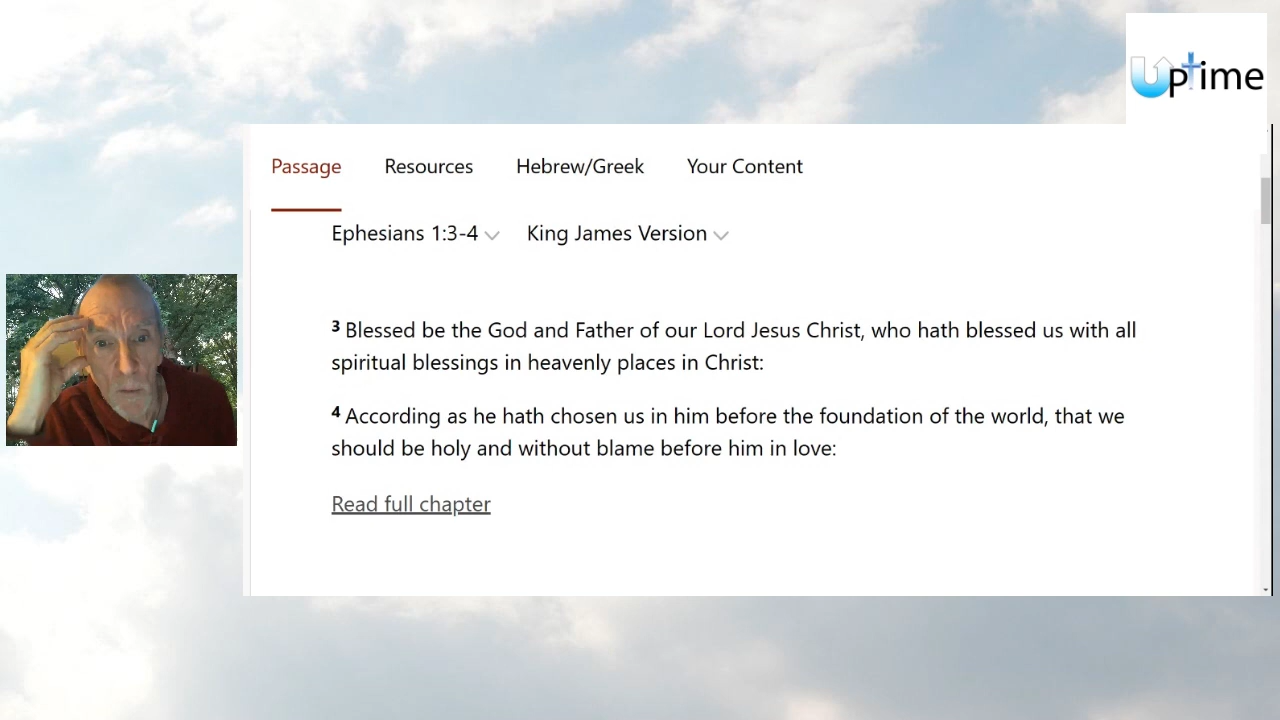 Uptime
Passage Resources Hebrew/Greek Your Content
Ephesians 1:3-4 King James Version
3 Blessed be the God and Father of our Lord Jesus Christ, who hath blessed us with all
spiritual blessings in heavenly places in Christ:
4 According as he hath chosen us in him before the foundation of the world, that we
should be holy and without blame before him in love:
Read full chapter